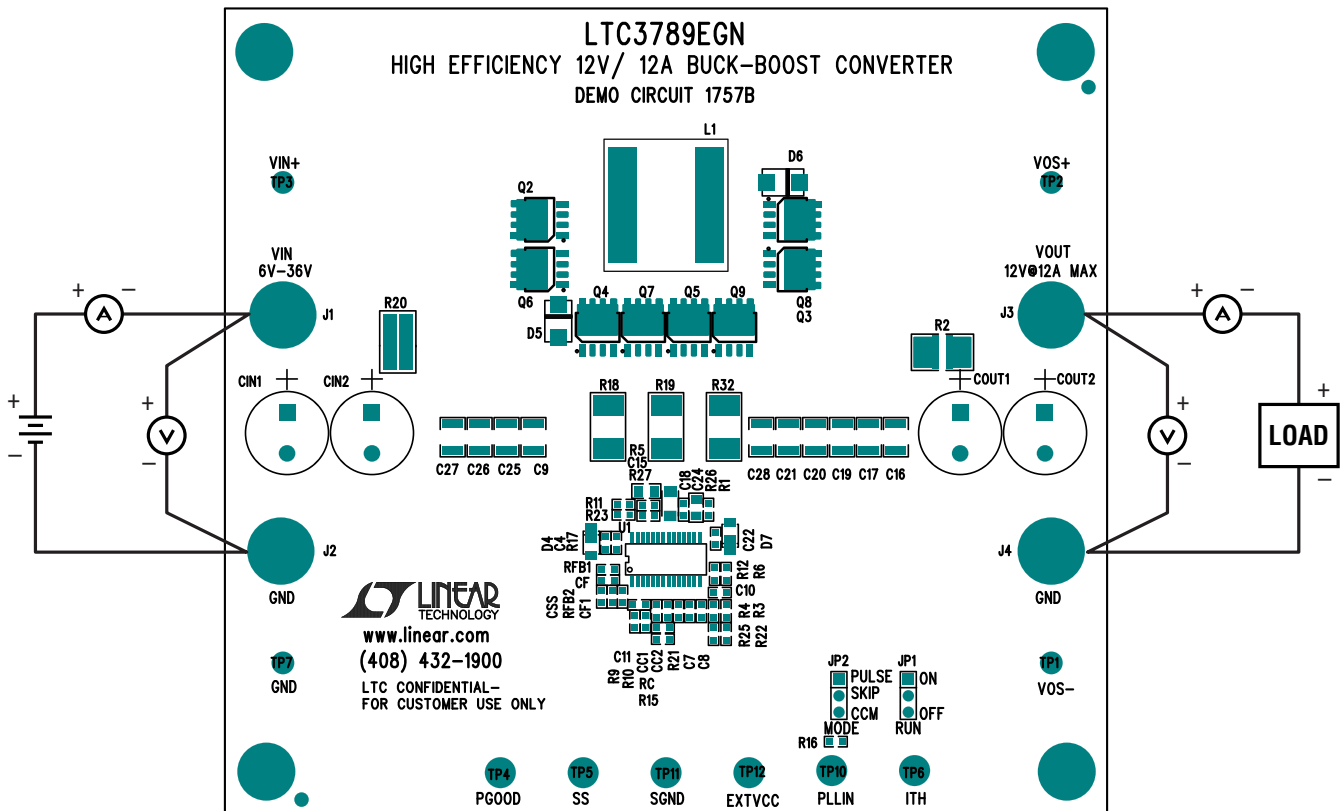 LTC3789EGN
HIGH EFFICIENCY 12V/ 12A BUCK-BOOST CONVERTER
DEMO CIRCUIT 1757B
L1
D6
VIN+
TP3
Q2
VOS+
TP2
VIN
6V-36V
VOUT
12V@12A MAX
+ A -
J1
R20
Q6
Q4
Q7
Q5
Q9
Q8
Q3
D5
J3
+ A -
R2
CIN1
CIN2
R18
R19
R32
COUT1
COUT2
+
-
+
V
-
+
V
-
+
LOAD
-
C27
C26
C25
C9
R5
C15
R27
C28
C21
C20
C19
C17
C16
C18
C24
R26
R1
R11
R23
U1
D4
C4
R17
C22
D7
J2
J4
RFB1
CF
R12
R6
C10
GND
GND
CSS
RFB2
CF1
R4
R3
R25
R22
LINEAR
TECHNOLOGY
www.linear.com
(408) 432-1900
LTC CONFIDENTIAL-
FOR CUSTOMER USE ONLY
C11
R9
R10
CC1
RC
R15
CC2
R21
C7
C8
TP7
GND
TP1
VOS-
JP2
PULSE
SKIP
CCM
MODE
JP1
ON
OFF
RUN
R16
TP4
PGOOD
TP5
SS
TP11
SGND
TP12
EXTVCC
TP10
PLLIN
TP6
ITH